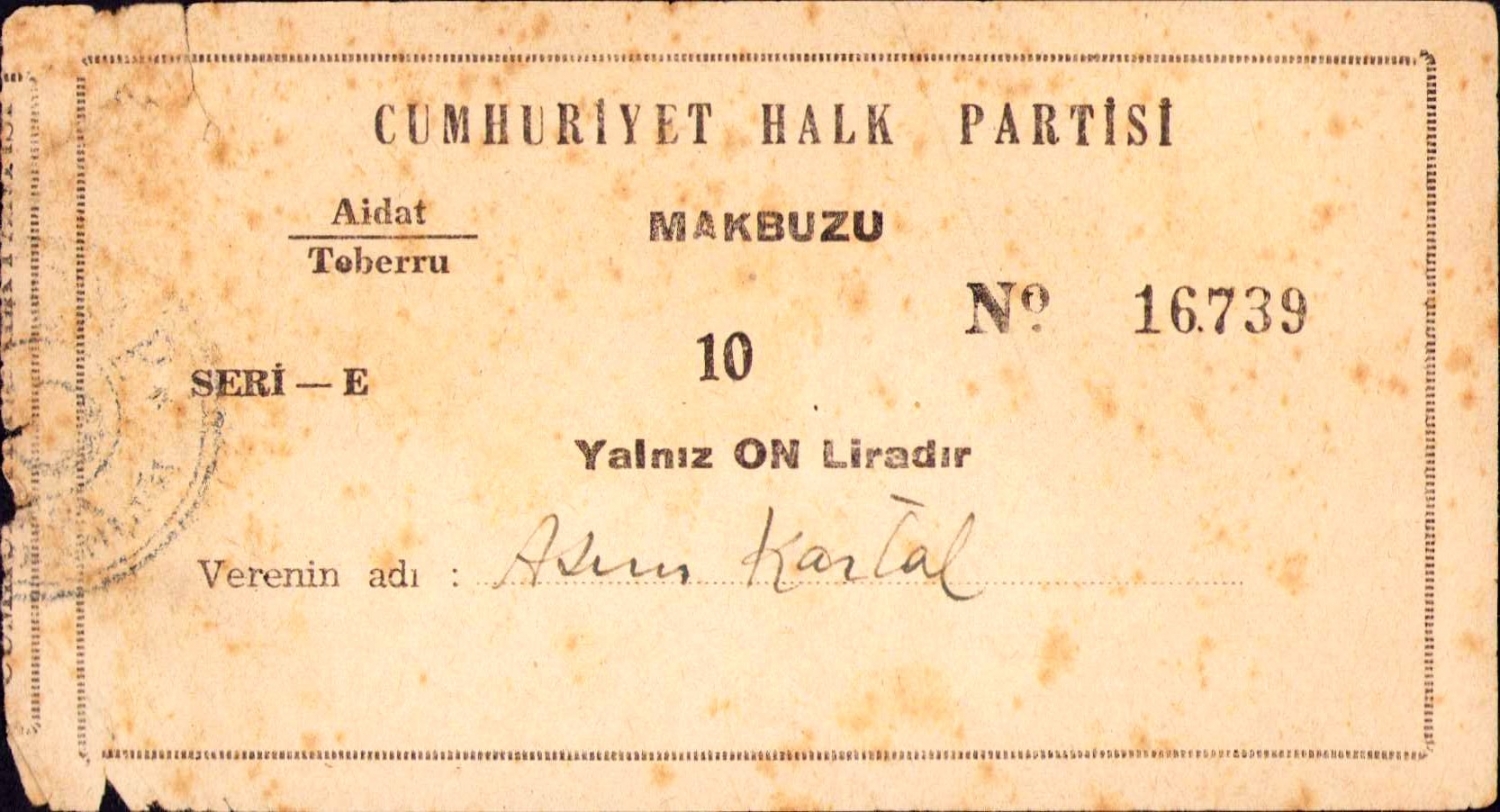 CUMHURİYET HALK PARTİSİ
Aidat
Teberru
MAKBUZU
Nº 16.739
10
SERİ — E
Yalnız ON Liradır
Verenin adı : Asım Kartal